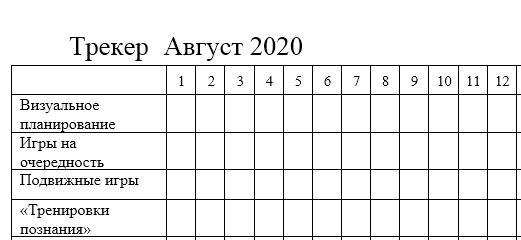 Трекер Август 2020
1 2 3 4 5 6 7 8 9 10 11 12
Визуальное
планирование
Игры на
очередность
Подвижные игры
«Тренировки
познания»